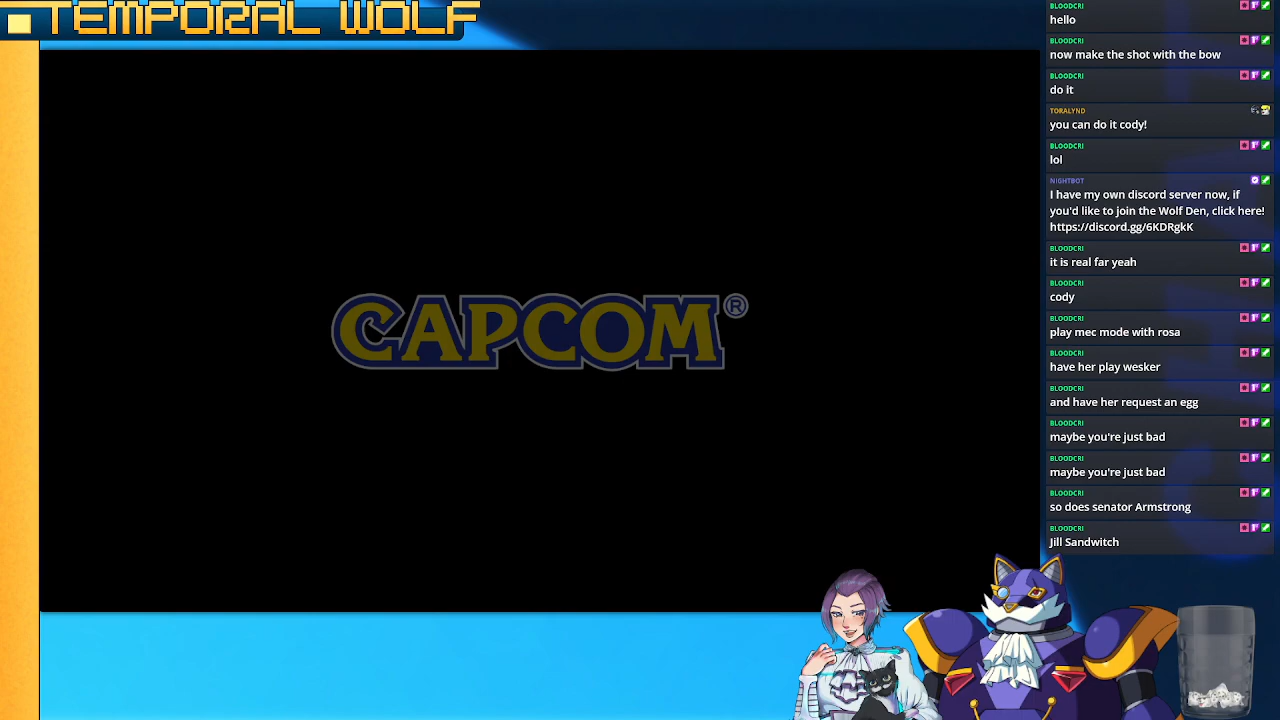 TEMPORAL WOLF
CAPCOM®
BLOODCRI
hello
BLOODCRI
now make the shot with the bow
BLOODCRI
do it
TORALYND
you can do it cody!
BLOODCRI
lol
NIGHTBOT
I have my own discord server now, if
you'd like to join the Wolf Den, click here!
https://discord.gg/6KDRgkK
BLOODCRI
it is real far yeah
BLOODCRI
cody
BLOODCRI
play mec mode with rosa
BLOODCRI
have her play wesker
BLOODCRI
and have her request an egg
BLOODCRI
maybe you're just bad
BLOODCRI
maybe you're just bad
BLOODCRI
so does senator Armstrong
BLOODCRI
Jill Sandwitch